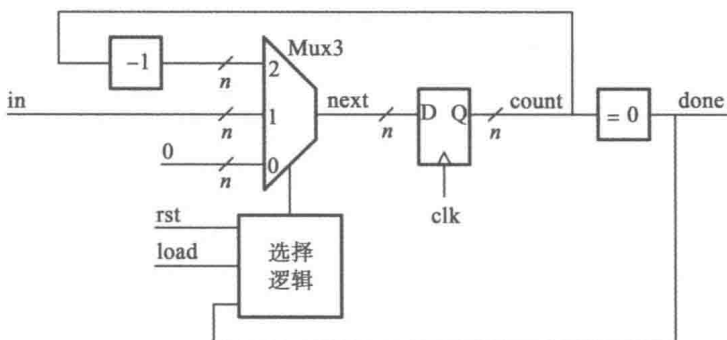 Mux3
−1
n
2
in
n
1
next
n
D Q
n
count
= 0
done
0
n
0
clk
rst
load
选择
逻辑